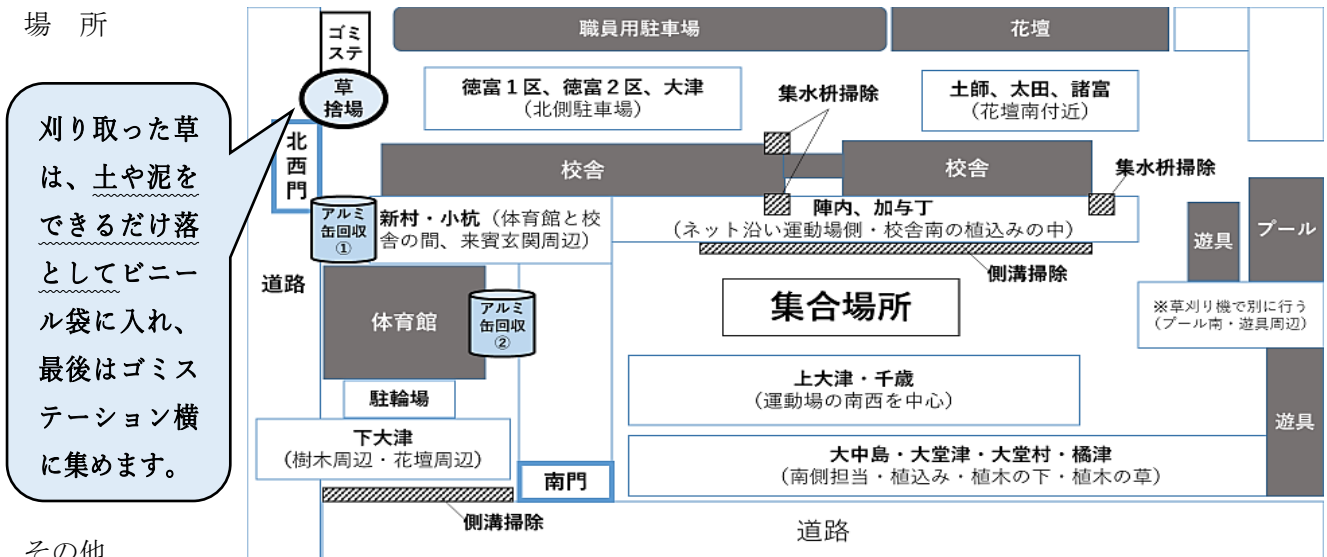 場　所
ゴミ
ステ
草
捨場
職員用駐車場
花壇
徳富１区、徳富２区、大津
（北側駐車場）
集水枡掃除
土師、太田、諸富
（花壇南付近）
刈り取った草
は、土や泥を
できるだけ落
としてビニー
ル袋に入れ、
最後はゴミス
テーション横
に集めます。
北
西
門
校舎
校舎
集水枡掃除
アルミ
缶回収
①
新村・小杭（体育館と校
舎の間、来賓玄関周辺）
陣内、加与丁
（ネット沿い運動場側・校舎南の植込みの中）
側溝掃除
遊具
プール
道路
体育館
アルミ
缶回収
②
集合場所
※草刈り機で別に行う
（プール南・遊具周辺）
駐輪場
上大津・千歳
（運動場の南西を中心）
遊具
下大津
（樹木周辺・花壇周辺）
大中島・大堂津・大堂村・橘津
（南側担当・植込み・植木の下・植木の草）
南門
側溝掃除
道路
その他